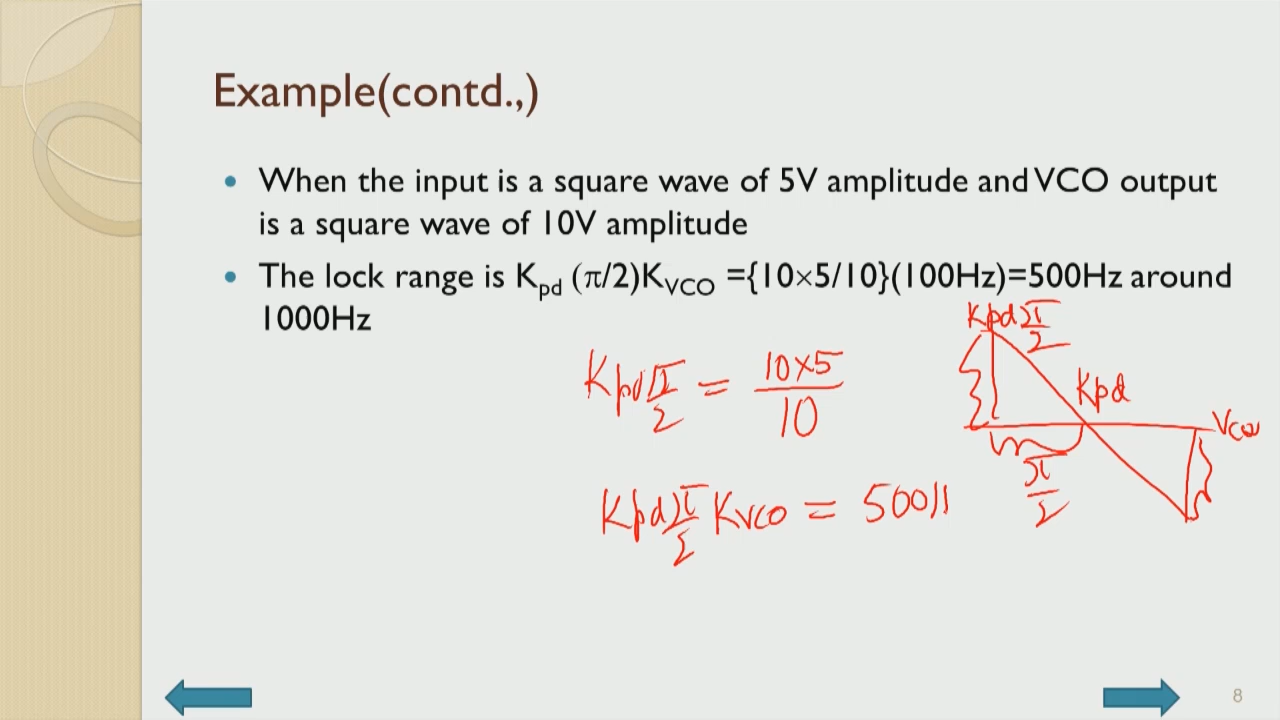 Example(contd.,)
When the input is a square wave of 5V amplitude and VCO output
is a square wave of 10V amplitude
The lock range is Kpd (π/2)KVCO ={10×5/10}(100Hz)=500Hz around
1000Hz
Kpd π/2
Kpd π/2 = 10×5/10
Kpd
π/2
Kpd π/2 KVCO = 500
8